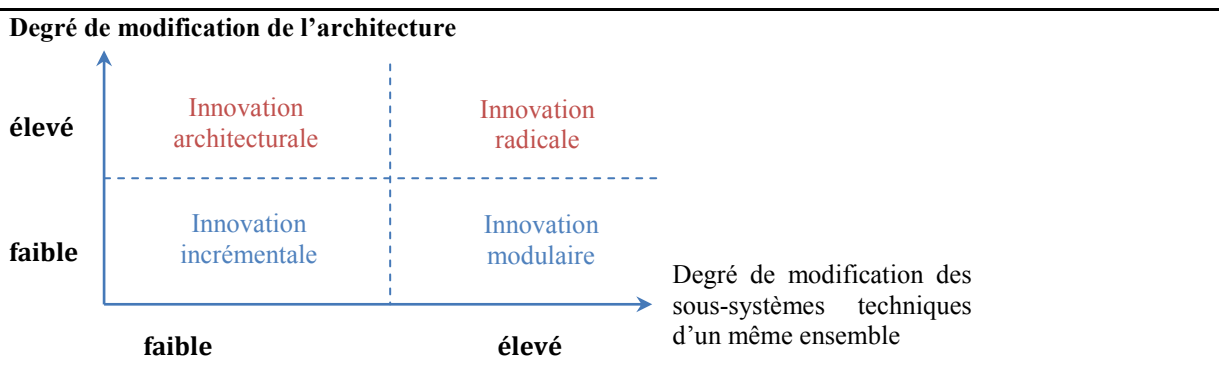 Degré de modification de l’architecture
élevé
Innovation
architecturale
Innovation
radicale
faible
Innovation
incrémentale
Innovation
modulaire
Degré de modification des
sous-systèmes techniques
d’un même ensemble
faible
élevé